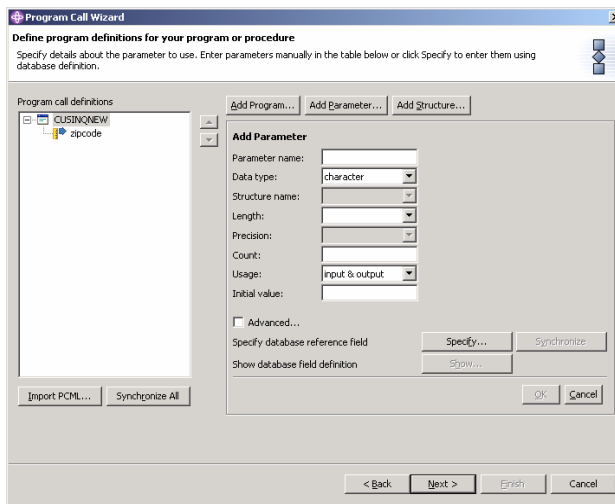 Program Call Wizard
Define program definitions for your program or procedure
Specify details about the parameter to use. Enter parameters manually in the table below or click Specify to enter them using
database definition.
Program call definitions
CUSINQNEW
zipcode
Import PCML...
Synchronize All
Add Program...
Add Parameter...
Add Structure...
Add Parameter
Parameter name:
Data type:
character
Structure name:
Length:
Precision:
Count:
Usage:
input & output
Initial value:
Advanced...
Specify database reference field
Specify...
Synchronize
Show database field definition
Show...
OK
Cancel
< Back
Next >
Finish
Cancel